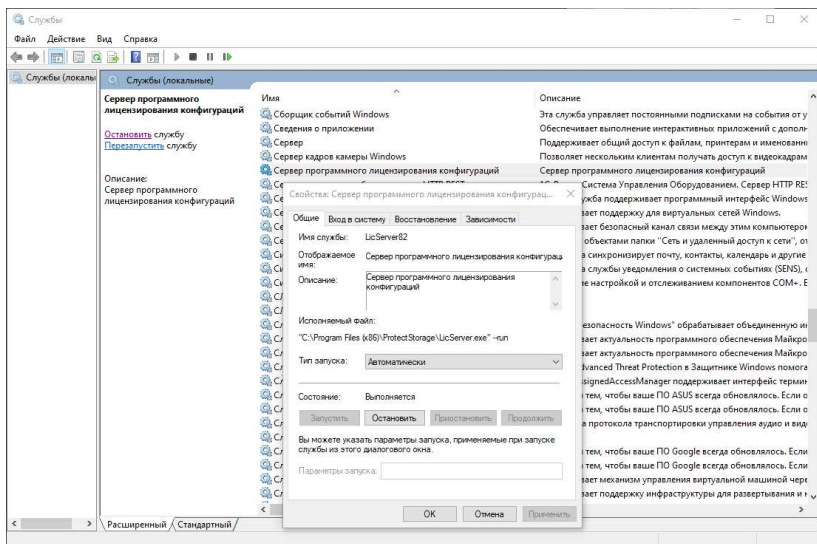 Службы
Файл Действие Вид Справка
Службы (локалы
Службы (локальные)
Сервер программного лицензирования конфигураций
Остановить службу
Перезапустить службу
Описание:
Сервер программного лицензирования конфигураций
Имя Описание
Сборщик событий Windows Эта служба управляет постоянными подписками на события от у
Сведения о приложении Обеспечивает выполнение интерактивных приложений с дополн
Сервер Поддерживает общий доступ к файлам, принтерам и именованн
Сервер кадров камеры Windows Позволяет нескольким клиентам получать доступ к видеокадрам
Сервер программного лицензирования конфигураций Сервер программного лицензирования конфигураций
Система Управления Оборудованием. Сервер HTTP RES
ужба поддерживает программный интерфейс Windows
вает поддержку для виртуальных сетей Windows.
вает безопасный канал связи между этим компьютером
объектами папки "Сеть и удаленный доступ к сети", от
а синхронизирует почту, контакты, календарь и другие
а службы уведомления о системных событиях (SENS),
е настройкой и отслеживанием компонентов COM+. Е
езопасность Windows" обрабатывает объединенную ин
вает актуальность программного обеспечения Майкро
вает актуальность программного обеспечения Майкро
dvanced Threat Protection в Защитнике Windows помога
ssignedAccessManager поддерживает интерфейс термин
тем, чтобы ваше ПО ASUS всегда обновлялось. Если о
тем, чтобы ваше ПО ASUS всегда обновлялось. Если о
а протокола транспортировки управления аудио и виде
тем, чтобы ваше ПО Google всегда обновлялось. Если
тем, чтобы ваше ПО Google всегда обновлялось. Если
вает механизм управления виртуальной машиной чере
вает поддержку инфраструктуры для развертывания и
Свойства: Сервер программного лицензирования конфигурац...
Общие Вход в систему Восстановление Зависимости
Имя службы: LicServer82
Отображаемое имя: Сервер программного лицензирования конфигурац
Описание: Сервер программного лицензирования конфигураций
Исполняемый файл:
"C:\Program Files (x86)\ProtectStorage\LicServer.exe" -run
Тип запуска: Автоматически
Состояние: Выполняется
Запустить Остановить Приостановить Продолжить
Вы можете указать параметры запуска, применяемые при запуске
службы из этого диалогового окна.
Параметры запуска:
OK Отмена Применить
Расширенный Стандартный